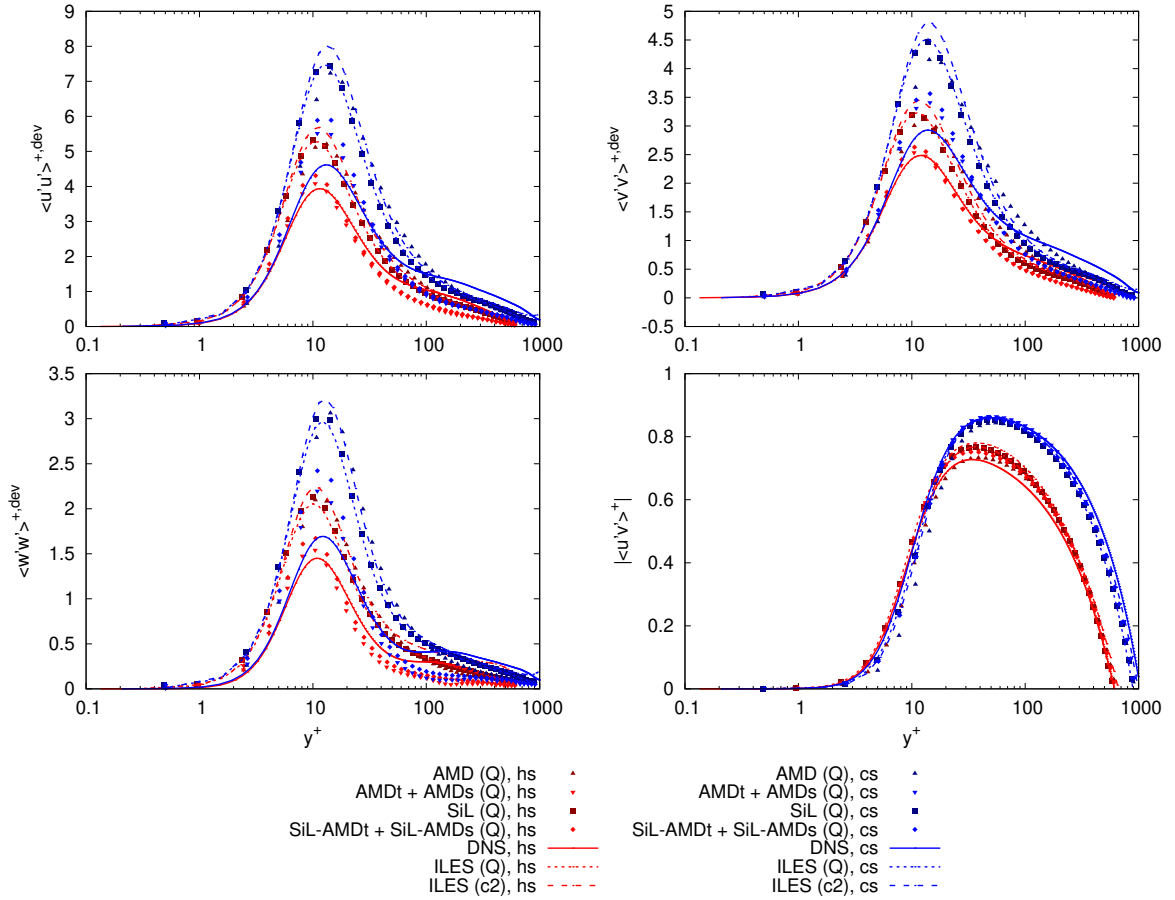 <u'u'>+,dev
9
8
7
6
5
4
3
2
1
0
0.1 1 10 100 1000
<v'v'>+,dev
5
4.5
4
3.5
3
2.5
2
1.5
1
0.5
0
-0.5
0.1 1 10 100 1000
<w'w'>+,dev
3.5
3
2.5
2
1.5
1
0.5
0
0.1 1 10 100 1000
y+
|<u'v'>+|
1
0.8
0.6
0.4
0.2
0
0.1 1 10 100 1000
y+
AMD (Q), hs
AMDt + AMDs (Q), hs
SiL (Q), hs
SiL-AMDt + SiL-AMDs (Q), hs
DNS, hs
ILES (Q), hs
ILES (c2), hs
AMD (Q), cs
AMDt + AMDs (Q), cs
SiL (Q), cs
SiL-AMDt + SiL-AMDs (Q), cs
DNS, cs
ILES (Q), cs
ILES (c2), cs